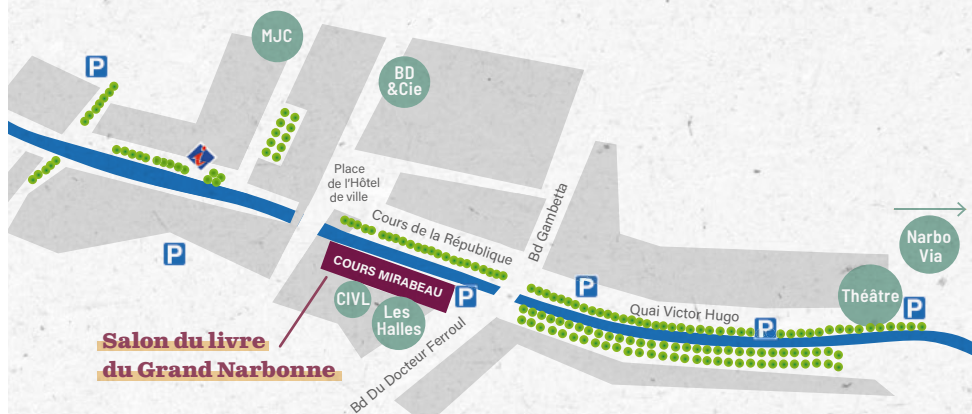 MJC
P
BD
&Cie
i
Place
de l'Hôtel
de ville
Cours de la République
Bd Gambetta
Narbo
Via
P
COURS MIRABEAU
P
P
CIVL
Les
Halles
Quai Victor Hugo
Théâtre
P
P
Salon du livre
du Grand Narbonne
Bd Du Docteur Ferroul